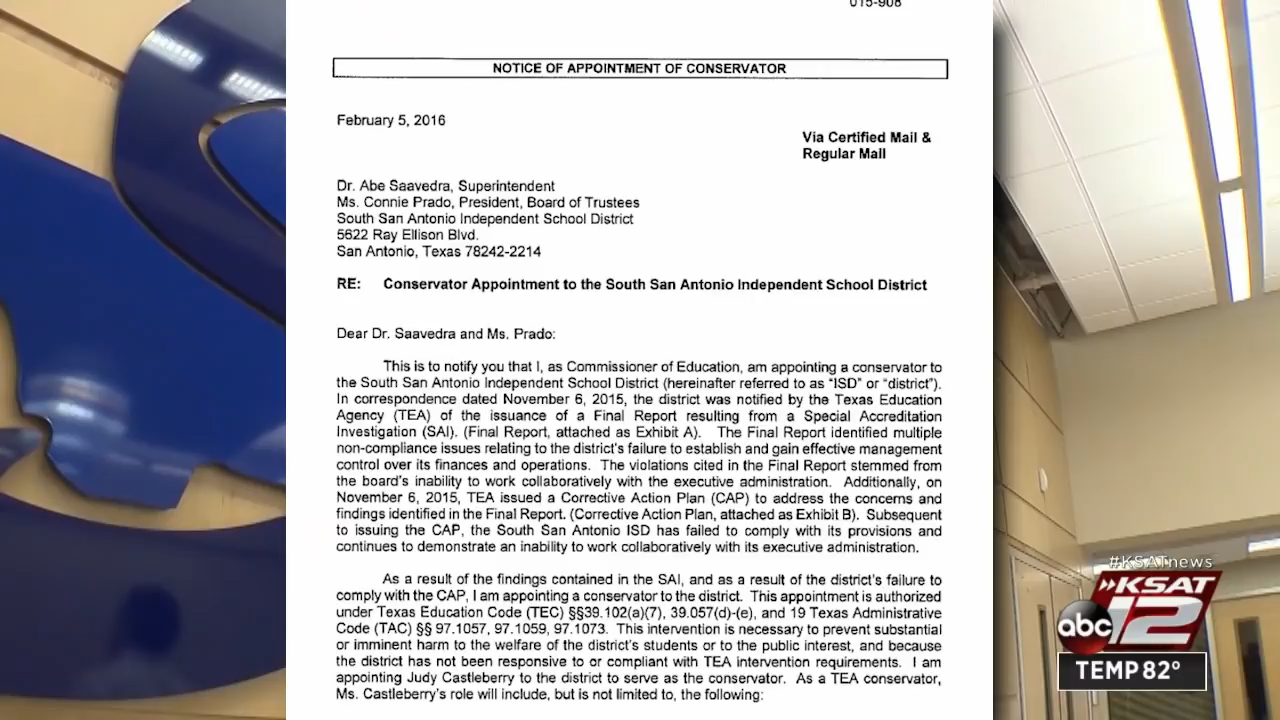 015-908
NOTICE OF APPOINTMENT OF CONSERVATOR
February 5, 2016
Via Certified Mail &
Regular Mail
Dr. Abe Saavedra, Superintendent
Ms. Connie Prado, President, Board of Trustees
South San Antonio Independent School District
5622 Ray Ellison Blvd.
San Antonio, Texas 78242-2214
RE: Conservator Appointment to the South San Antonio Independent School District
Dear Dr. Saavedra and Ms. Prado:
This is to notify you that I, as Commissioner of Education, am appointing a conservator to
the South San Antonio Independent School District (hereinafter referred to as “ISD” or “district”).
In correspondence dated November 6, 2015, the district was notified by the Texas Education
Agency (TEA) of the issuance of a Final Report resulting from a Special Accreditation
Investigation (SAI). (Final Report, attached as Exhibit A). The Final Report identified multiple
non-compliance issues relating to the district's failure to establish and gain effective management
control over its finances and operations. The violations cited in the Final Report stemmed from
the board's inability to work collaboratively with the executive administration. Additionally, on
November 6, 2015, TEA issued a Corrective Action Plan (CAP) to address the concerns and
findings identified in the Final Report. (Corrective Action Plan, attached as Exhibit B). Subsequent
to issuing the CAP, the South San Antonio ISD has failed to comply with its provisions and
continues to demonstrate an inability to work collaboratively with its executive administration.
As a result of the findings contained in the SAI, and as a result of the district's failure to
comply with the CAP, I am appointing a conservator to the district. This appointment is authorized
under Texas Education Code (TEC) §§39.102(a)(7), 39.057(d)-(e), and 19 Texas Administrative
Code (TAC) §§ 97.1057, 97.1059, 97.1073. This intervention is necessary to prevent substantial
or imminent harm to the welfare of the district's students or to the public interest, and because
the district has not been responsive to or compliant with TEA intervention requirements. I am
appointing Judy Castleberry to the district to serve as the conservator. As a TEA conservator,
Ms. Castleberry's role will include, but is not limited to, the following:
#KSATnews
KSAT
abc 12
TEMP 82°